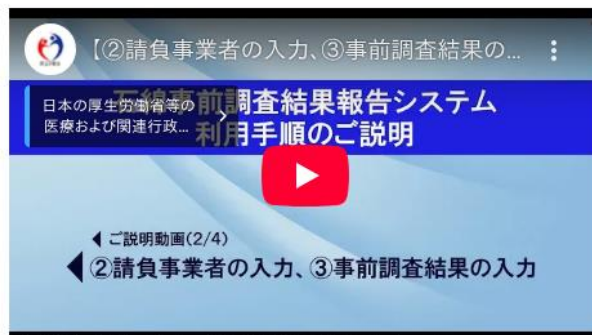 【②請負事業者の入力、③事前調査結果の...
石綿事前調査結果報告システム
利用手順のご説明
日本の厚生労働省等の
医療および関連行政...
ご説明動画(2/4)
②請負事業者の入力、③事前調査結果の入力